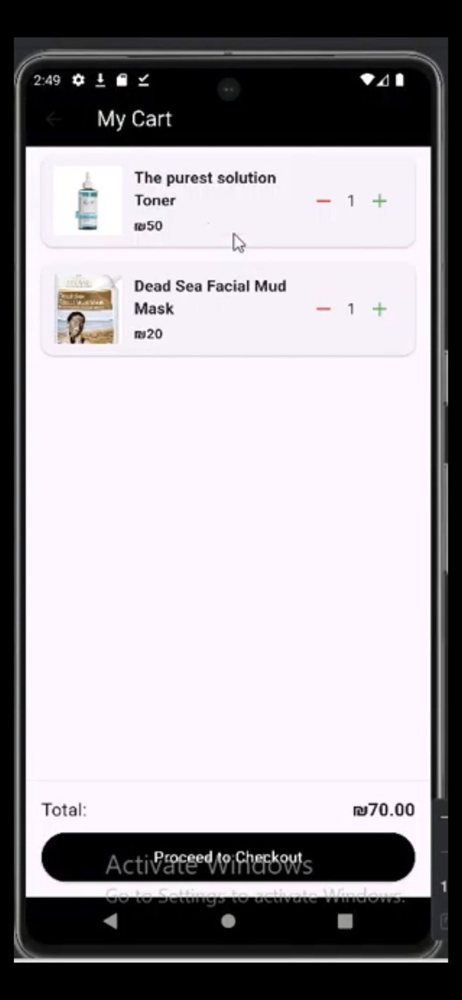 2:49
My Cart
The purest solution
Toner
₪50
1
Dead Sea Facial Mud
Mask
₪20
1
Total:
₪70.00
Proceed to Checkout
Activate Windows
Go to Settings to activate Windows.
1